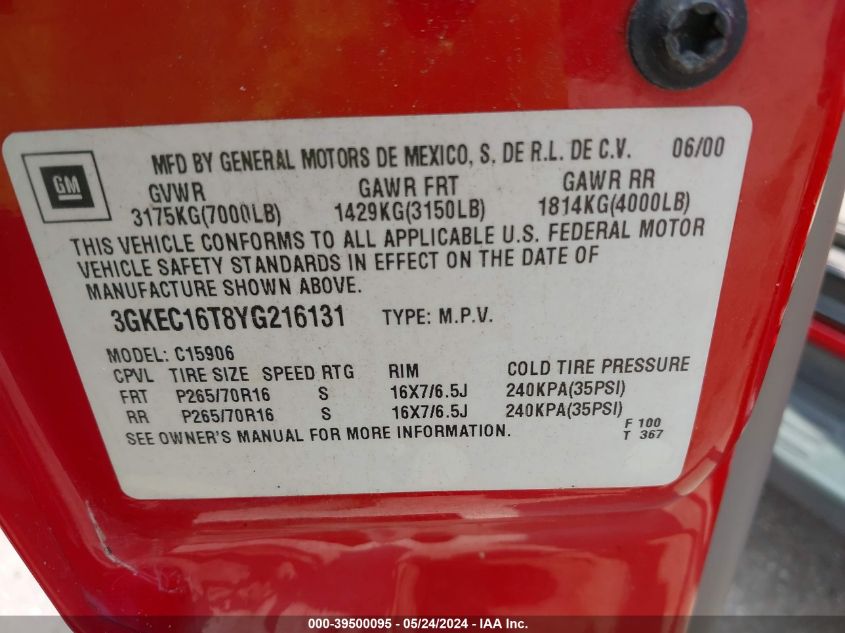 GM
MFD BY GENERAL MOTORS DE MEXICO, S. DE R.L. DE C.V. 06/00
GVWR GAWR FRT GAWR RR
3175KG(7000LB) 1429KG(3150LB) 1814KG(4000LB)
THIS VEHICLE CONFORMS TO ALL APPLICABLE U.S. FEDERAL MOTOR
VEHICLE SAFETY STANDARDS IN EFFECT ON THE DATE OF
MANUFACTURE SHOWN ABOVE.
3GKEC16T8YG216131 TYPE: M.P.V.
MODEL: C15906
CPVL TIRE SIZE SPEED RTG RIM COLD TIRE PRESSURE
FRT P265/70R16 S 16X7/6.5J 240KPA(35PSI)
RR P265/70R16 S 16X7/6.5J 240KPA(35PSI)
SEE OWNER'S MANUAL FOR MORE INFORMATION.
F 100
T 367
000-39500095 - 05/24/2024 - IAA Inc.